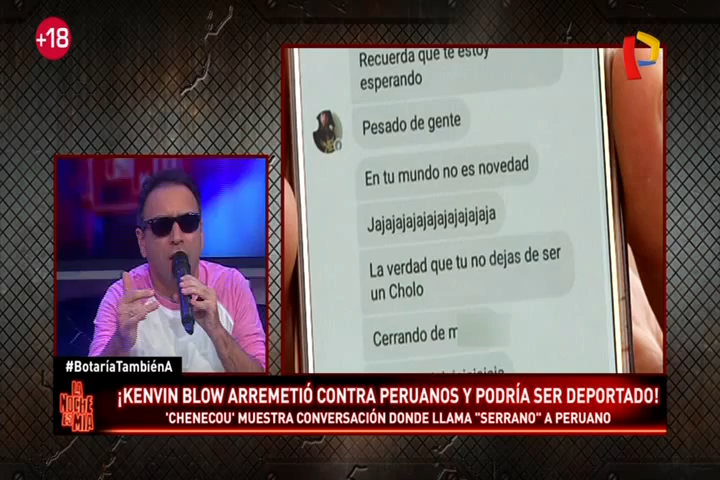 +18
Recuerda que te estoy
esperando
Pesado de gente
En tu mundo no es novedad
Jajajajajajajajajajaja
La verdad que tu no dejas de ser
un Cholo
Cerrando de m
#BotaríaTambiénA
LA
NOCHE
ES
MÍA
¡KENVIN BLOW ARREMETIÓ CONTRA PERUANOS Y PODRÍA SER DEPORTADO!
'CHENECOU' MUESTRA CONVERSACIÓN DONDE LLAMA "SERRANO" A PERUANO